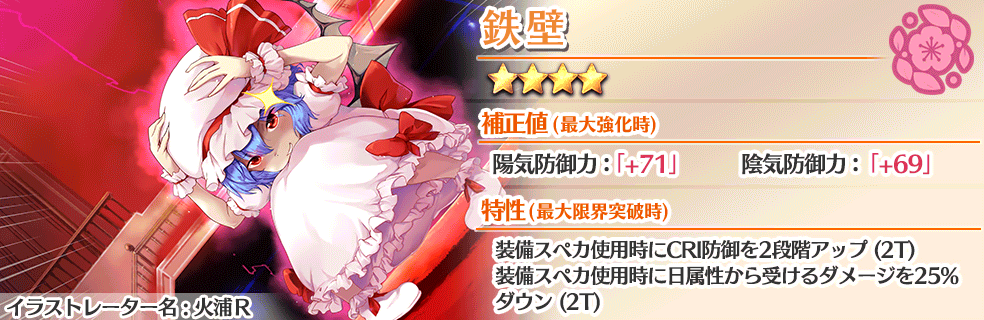 鉄壁
補正値 (最大強化時)
陽気防御力:「+71」 陰気防御力:「+69」
特性 (最大限界突破時)
装備スペカ使用時にCRI防御を2段階アップ (2T)
装備スペカ使用時に日属性から受けるダメージを25%
ダウン (2T)
イラストレーター名:火浦R